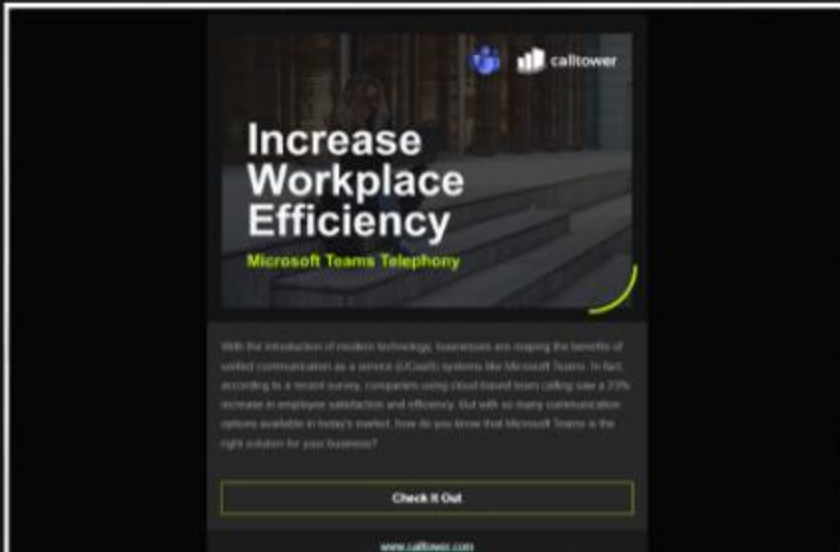 calltower
Increase
Workplace
Efficiency
Microsoft Teams Telephony
With the introduction of modern technology, businesses are reaping the benefits of
unified communication as a service (UCaaS) systems like Microsoft Teams. In fact,
according to a recent survey, companies using cloud-based team calling saw a
increase in employee satisfaction and efficiency. But with so many communication
options available in today's market, how do you know that Microsoft Teams is the
right solution for your business?
Check It Out
www.calltower.com